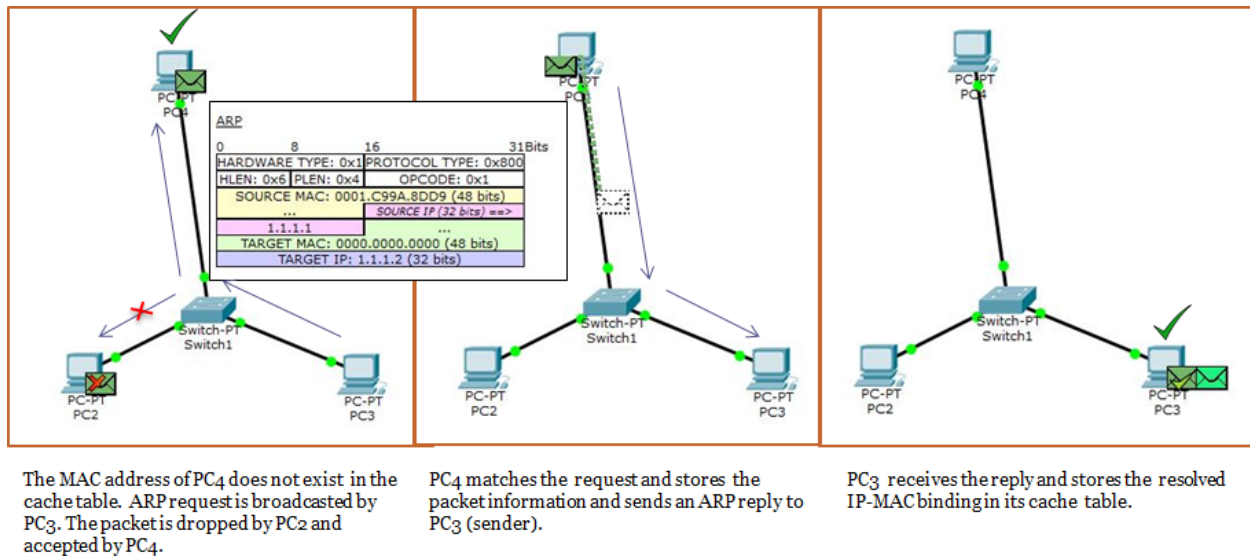 PC-PT
PC4
ARP
0 8 16 31Bits
HARDWARE TYPE: 0x1 PROTOCOL TYPE: 0x800
HLEN: 0x6 PLEN: 0x4 OPCODE: 0x1
SOURCE MAC: 0001.C99A.8DD9 (48 bits)
... SOURCE IP (32 bits) ==>
1.1.1.1 ...
TARGET MAC: 0000.0000.0000 (48 bits)
TARGET IP: 1.1.1.2 (32 bits)
Switch-PT
Switch1
PC-PT
PC2
PC-PT
PC3
PC-PT
Switch-PT
Switch1
PC-PT
PC2
PC-PT
PC3
PC-PT
PC4
Switch-PT
Switch1
PC-PT
PC2
PC-PT
PC3
The MAC address of PC4 does not exist in the
cache table. ARP request is broadcasted by
PC3. The packet is dropped by PC2 and
accepted by PC4.
PC4 matches the request and stores the
packet information and sends an ARP reply to
PC3 (sender).
PC3 receives the reply and stores the resolved
IP-MAC binding in its cache table.